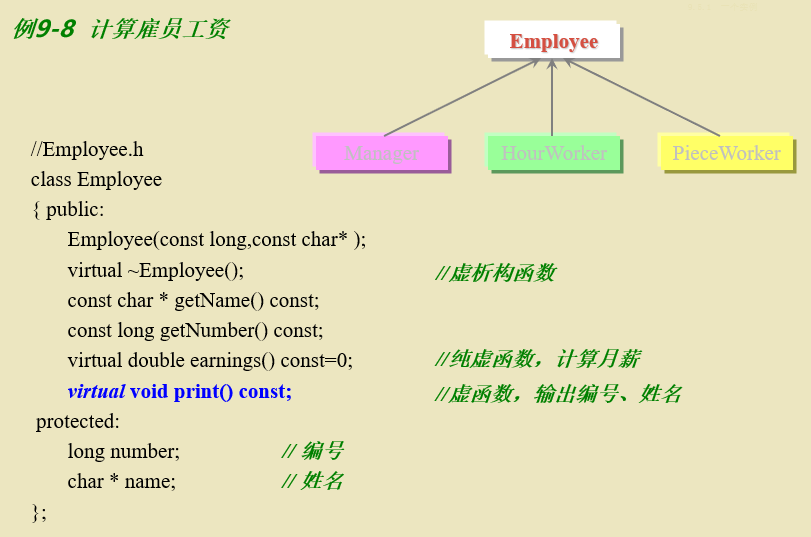 例9-8 计算雇员工资
Employee
Manager
HourWorker
PieceWorker
//Employee.h
class Employee
{ public:
Employee(const long,const char* );
virtual ~Employee(); //虚析构函数
const char * getName() const;
const long getNumber() const;
virtual double earnings() const=0; //纯虚函数，计算月薪
virtual void print() const; //虚函数，输出编号、姓名
protected:
long number; // 编号
char * name; // 姓名
};